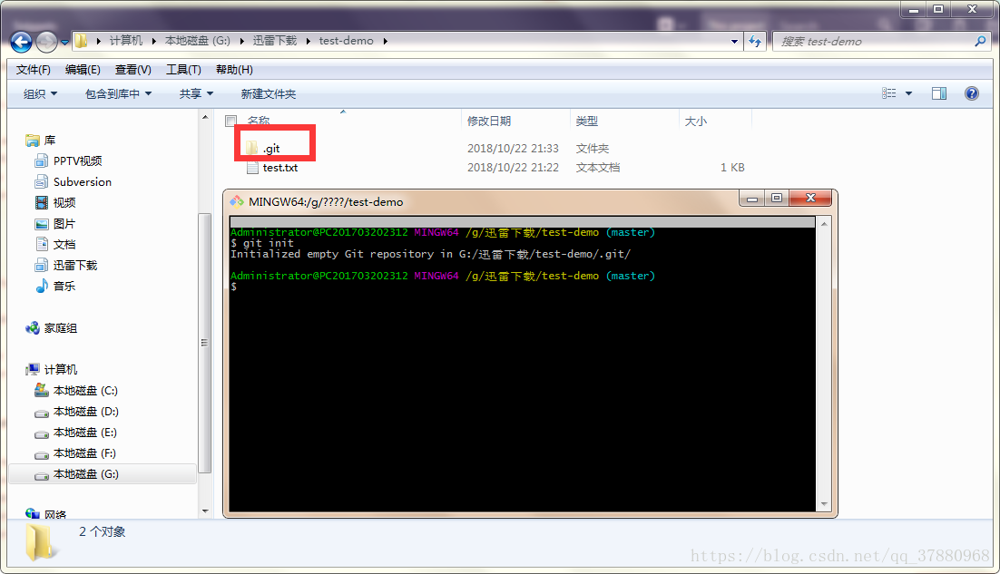 计算机 本地磁盘 (G:) 迅雷下载 test-demo
搜索 test-demo
文件(F) 编辑(E) 查看(V) 工具(T) 帮助(H)
组织 包含到库中 共享 新建文件夹
名称 修改日期 类型 大小
.git 2018/10/22 21:33 文件夹
test.txt 2018/10/22 21:22 文本文档 1 KB
库
PPTV视频
Subversion
视频
图片
文档
迅雷下载
音乐
家庭组
计算机
本地磁盘 (C:)
本地磁盘 (D:)
本地磁盘 (E:)
本地磁盘 (F:)
本地磁盘 (G:)
网络
MINGW64:/g/????/test-demo
Administrator@PC201703202312 MINGW64 /g/迅雷下载/test-demo (master)
$ git init
Initialized empty Git repository in G:/迅雷下载/test-demo/.git/
Administrator@PC201703202312 MINGW64 /g/迅雷下载/test-demo (master)
$
2 个对象
https://blog.csdn.net/qq_37880968